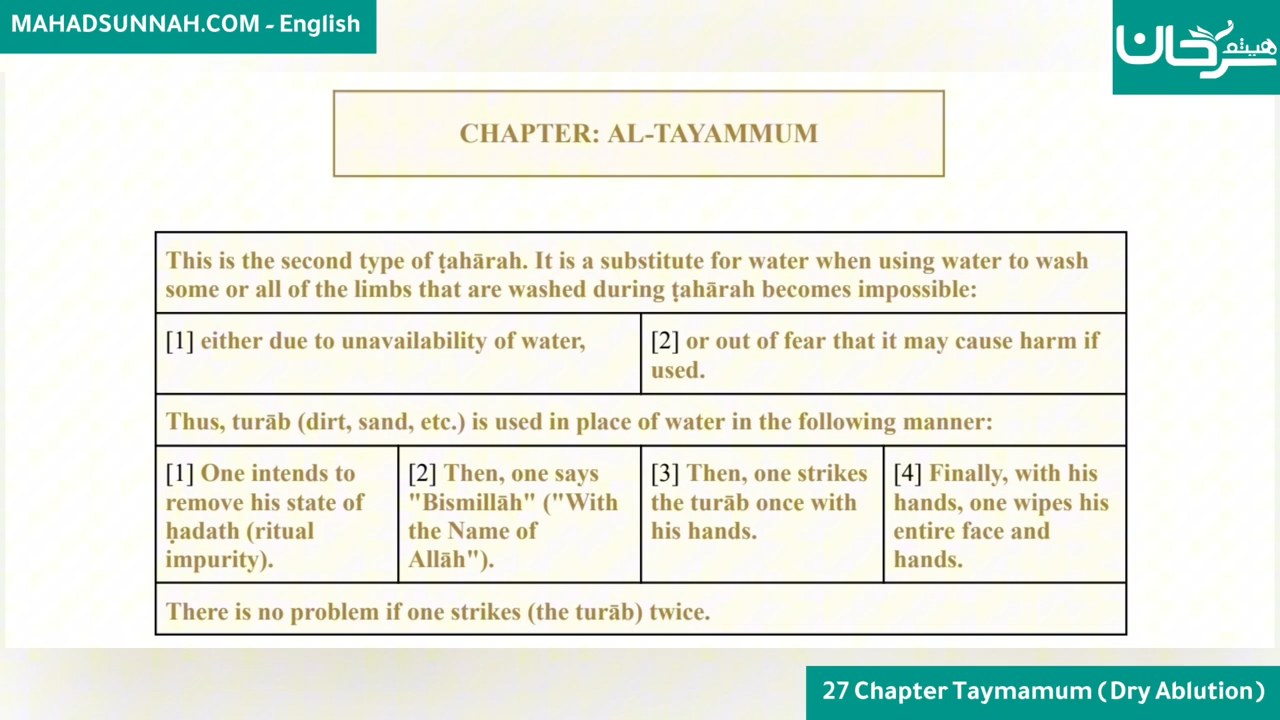 MAHADSUNNAH.COM - English
هيثم
سرحان
CHAPTER: AL-TAYAMMUM
This is the second type of ṭahārah. It is a substitute for water when using water to wash
some or all of the limbs that are washed during ṭahārah becomes impossible:
[1] either due to unavailability of water,
[2] or out of fear that it may cause harm if
used.
Thus, turāb (dirt, sand, etc.) is used in place of water in the following manner:
[1] One intends to
remove his state of
ḥadath (ritual
impurity).
[2] Then, one says
"Bismillāh" ("With
the Name of
Allāh").
[3] Then, one strikes
the turāb once with
his hands.
[4] Finally, with his
hands, one wipes his
entire face and
hands.
There is no problem if one strikes (the turāb) twice.
27 Chapter Taymamum (Dry Ablution)